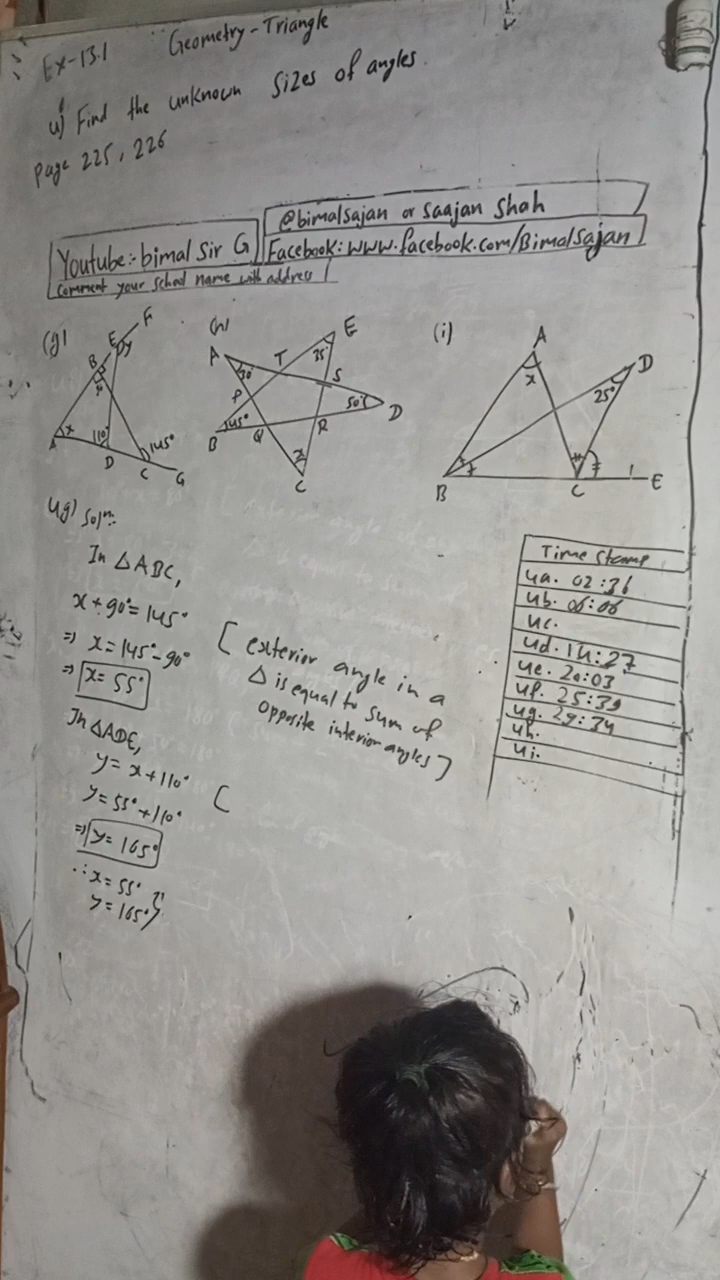 Ex-13.1 Geometry-Triangle
4) Find the unknown sizes of angles.
Page 225, 226
@bimalsajan or Saajan Shah
Youtube:- bimal Sir G
Facebook: www.facebook.com/Bimalsajan
Comment your school name with address
(g)
F
E
y
B
x
A
110°
D
C
145°
G
(h)
E
A
T
35°
30°
S
P
50°
D
45°
B
Q
R
x
C
(i)
A
D
x
25°
B
C
E
4g) Solⁿ:
In △ABC,
x + 90° = 145°
⇒ x = 145° - 90°
⇒ x = 55°
[exterior angle in a
△ is equal to sum of
opposite interior angles]
In △ADE,
y = x + 110° [
y = 55° + 110°
⇒ y = 165°
∴ x = 55° }
y = 165° }
Time Stamp
4a. 02:36
4b. 06:06
4c.
4d. 14:27
4e. 20:03
4f. 25:39
4g. 29:34
4h.
4i.